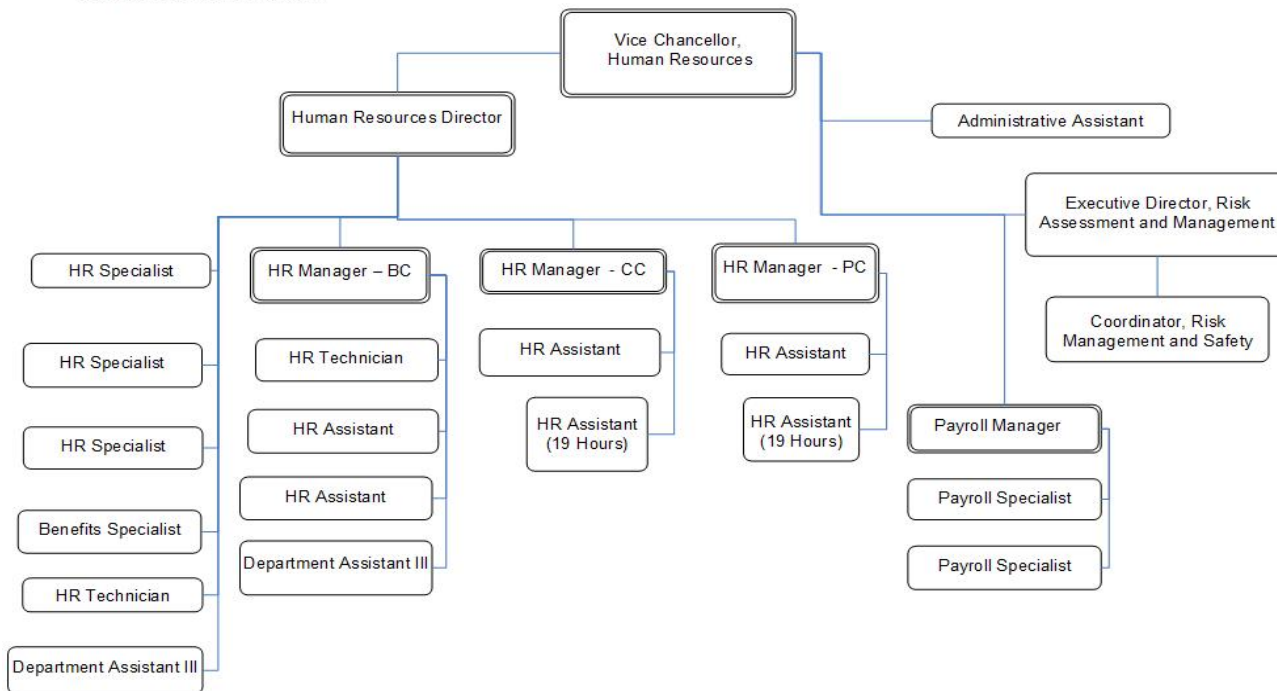 Vice Chancellor,
Human Resources
Human Resources Director
Administrative Assistant
Executive Director, Risk
Assessment and Management
HR Specialist
HR Manager – BC
HR Manager - CC
HR Manager - PC
Coordinator, Risk
Management and Safety
HR Specialist
HR Technician
HR Assistant
HR Assistant
HR Specialist
HR Assistant
HR Assistant
(19 Hours)
HR Assistant
(19 Hours)
Payroll Manager
Benefits Specialist
HR Assistant
Payroll Specialist
HR Technician
Department Assistant III
Payroll Specialist
Department Assistant III